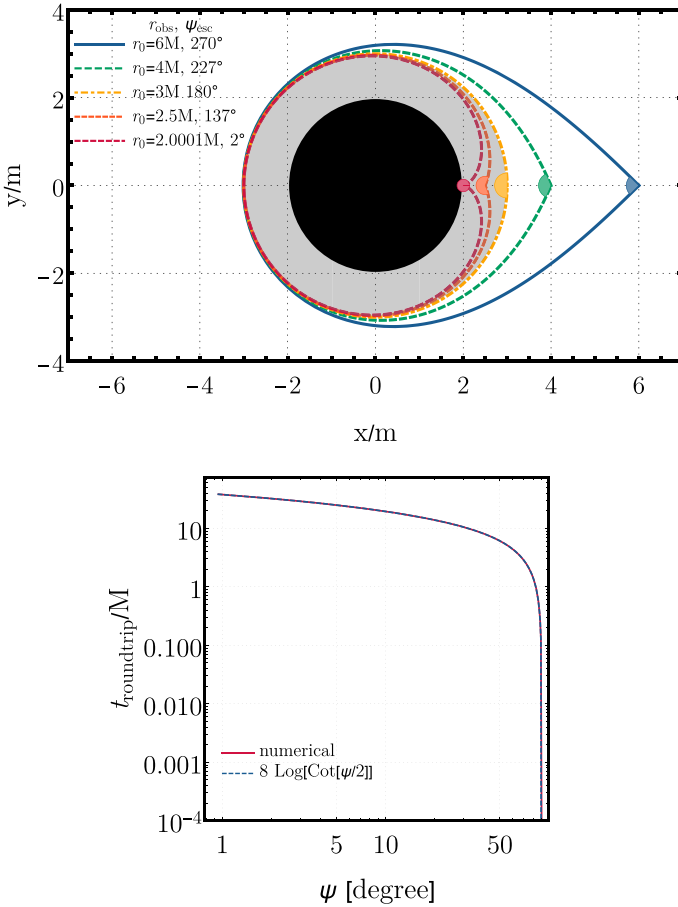 r_obs, ψ_esc
r₀=6M, 270°
r₀=4M, 227°
r₀=3M 180°
r₀=2.5M, 137°
r₀=2.0001M, 2°
4
2
0
−2
−4
y/m
−6
−4
−2
0
2
4
6
x/m
10
1
0.100
0.010
0.001
10⁻⁴
t_roundtrip/M
numerical
8 Log[Cot[ψ/2]]
1
5
10
50
ψ [degree]